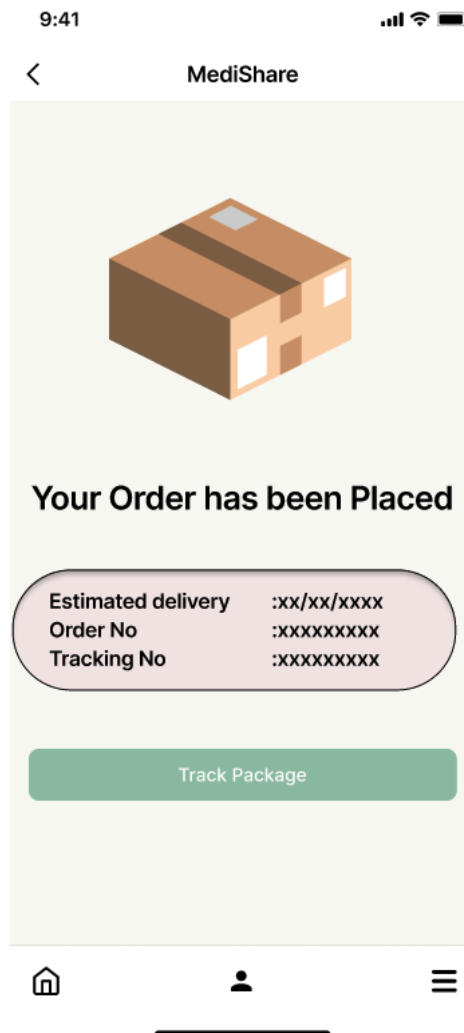 9:41
MediShare
Your Order has been Placed
Estimated delivery :xx/xx/xxxx
Order No :xxxxxxxxx
Tracking No :xxxxxxxxx
Track Package